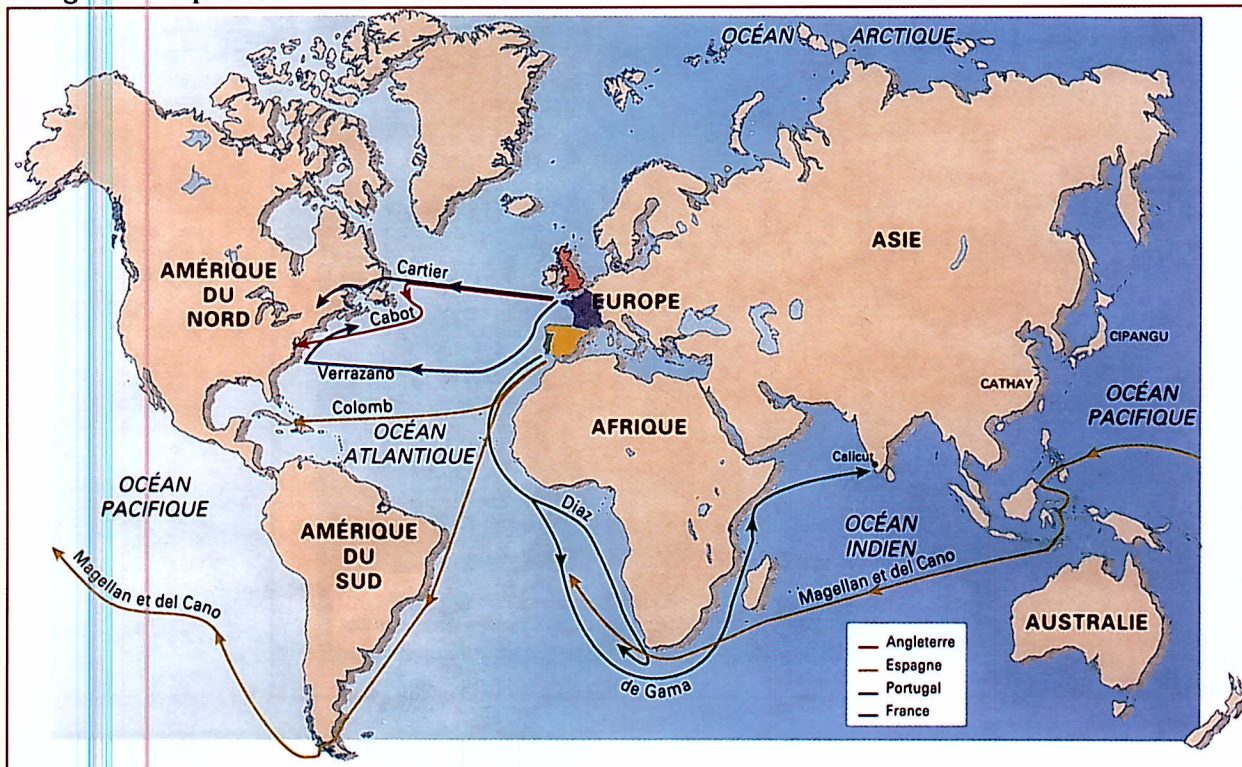 OCÉAN ARCTIQUE
AMÉRIQUE
DU
NORD
Cartier
Cabot
Verrazano
Colomb
EUROPE
ASIE
CIPANGU
CATHAY
OCÉAN
PACIFIQUE
OCÉAN
ATLANTIQUE
AFRIQUE
Calicut
OCÉAN
PACIFIQUE
AMÉRIQUE
DU
SUD
Diaz
OCÉAN
INDIEN
Magellan et del Cano
Magellan et del Cano
de Gama
AUSTRALIE
Angleterre
Espagne
Portugal
France